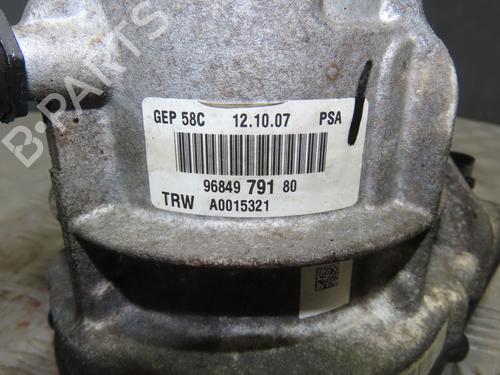 B-PARTS
GEP 58C 12.10.07 PSA
96849 791 80
TRW A0015321